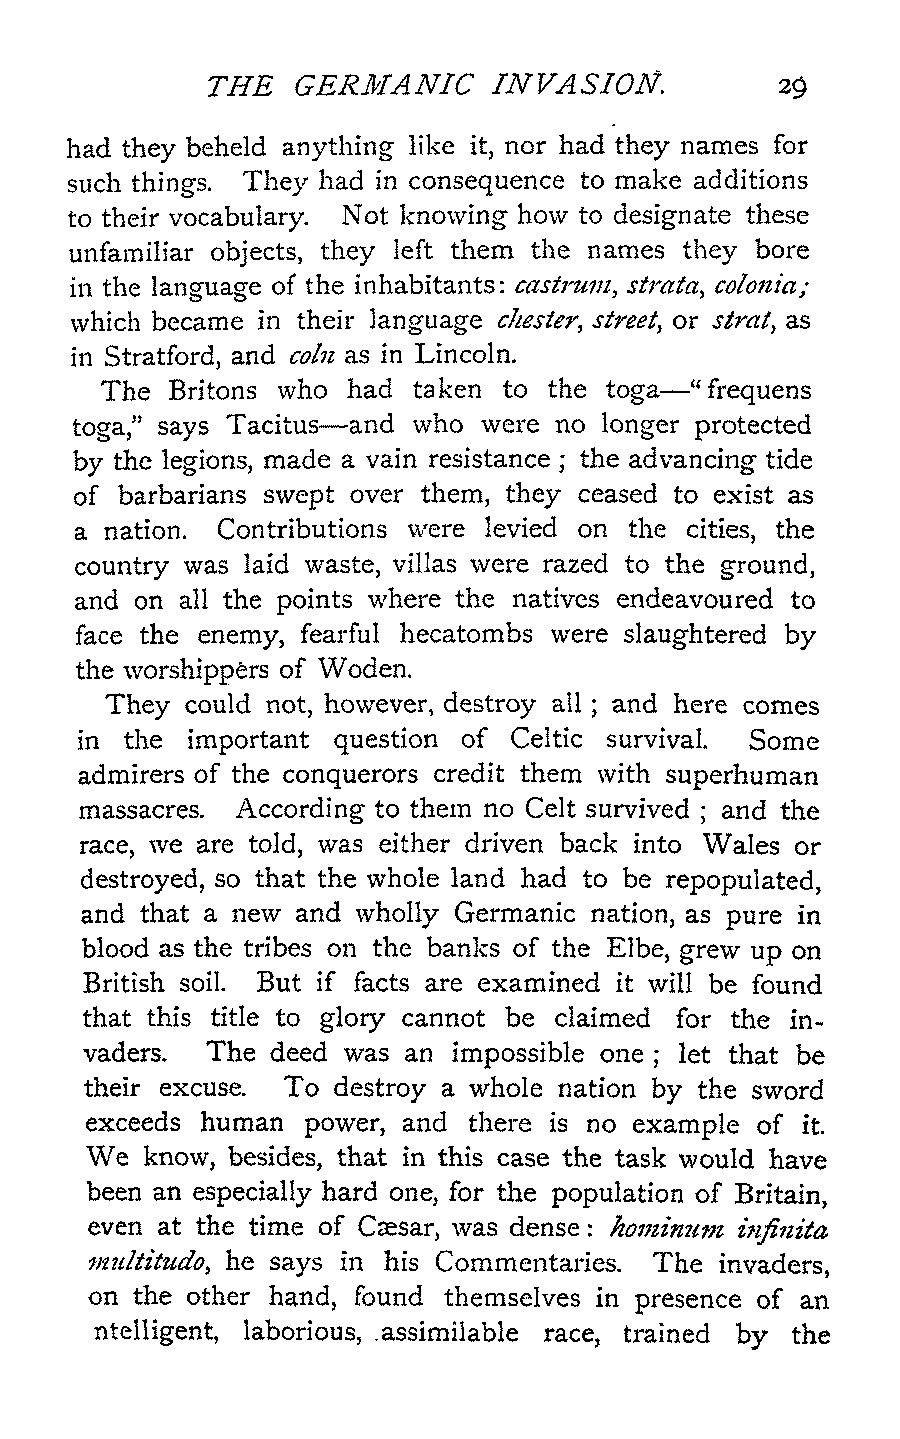 THE GERMANIC INVASION. 29
had they beheld anything like it, nor had they names for
such things. They had in consequence to make additions
to their vocabulary. Not knowing how to designate these
unfamiliar objects, they left them the names they bore
in the language of the inhabitants: castrum, strata, colonia;
which became in their language chester, street, or strat, as
in Stratford, and coln as in Lincoln.
The Britons who had taken to the toga—“frequens
toga,” says Tacitus—and who were no longer protected
by the legions, made a vain resistance ; the advancing tide
of barbarians swept over them, they ceased to exist as
a nation. Contributions were levied on the cities, the
country was laid waste, villas were razed to the ground,
and on all the points where the natives endeavoured to
face the enemy, fearful hecatombs were slaughtered by
the worshippers of Woden.
They could not, however, destroy all ; and here comes
in the important question of Celtic survival. Some
admirers of the conquerors credit them with superhuman
massacres. According to them no Celt survived ; and the
race, we are told, was either driven back into Wales or
destroyed, so that the whole land had to be repopulated,
and that a new and wholly Germanic nation, as pure in
blood as the tribes on the banks of the Elbe, grew up on
British soil. But if facts are examined it will be found
that this title to glory cannot be claimed for the in-
vaders. The deed was an impossible one ; let that be
their excuse. To destroy a whole nation by the sword
exceeds human power, and there is no example of it.
We know, besides, that in this case the task would have
been an especially hard one, for the population of Britain,
even at the time of Cæsar, was dense : hominum infinita
multitudo, he says in his Commentaries. The invaders,
on the other hand, found themselves in presence of an
ntelligent, laborious, assimilable race, trained by the